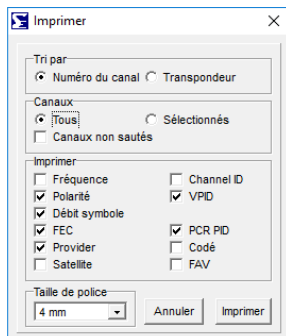 Imprimer
Tri par
Numéro du canal Transpondeur
Canaux
Tous Sélectionnés
Canaux non sautés
Imprimer
Fréquence Channel ID
Polarité VPID
Débit symbole
FEC PCR PID
Provider Codé
Satellite FAV
Taille de police
4 mm Annuler Imprimer